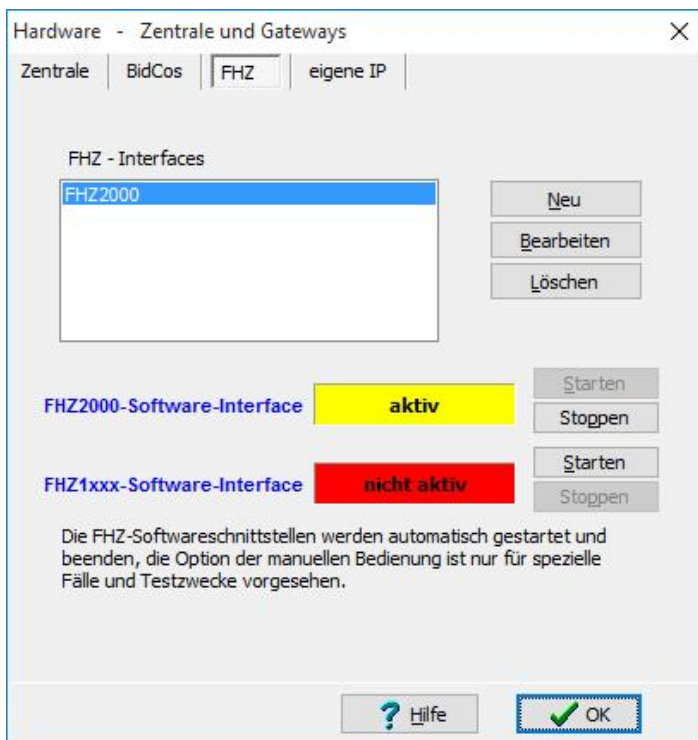 Hardware - Zentrale und Gateways
Zentrale BidCos FHZ eigene IP
FHZ - Interfaces
FHZ2000
Neu
Bearbeiten
Löschen
FHZ2000-Software-Interface aktiv
Starten
Stoppen
FHZ1xxx-Software-Interface nicht aktiv
Starten
Stoppen
Die FHZ-Softwareschnittstellen werden automatisch gestartet und
beenden, die Option der manuellen Bedienung ist nur für spezielle
Fälle und Testzwecke vorgesehen.
? Hilfe
OK